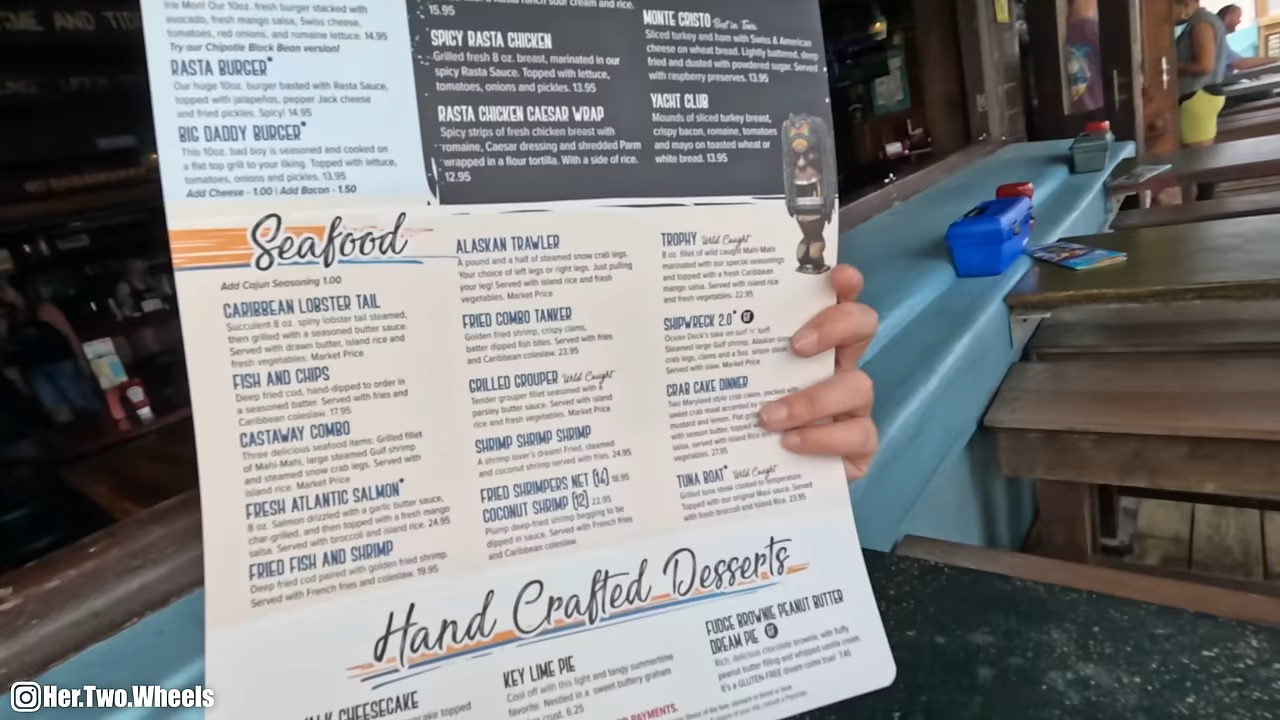 TIME AND TID
Irie Mon! Our 10oz. fresh burger stacked with
avocado, fresh mango salsa, Swiss cheese,
tomatoes, red onions, and romaine lettuce. 14.95
Try our Chipotle Black Bean version!
RASTA BURGER*
Our huge 10oz. burger basted with Rasta Sauce,
topped with jalapeños, pepper Jack cheese
and fried pickles. Spicy! 14.95
BIG DADDY BURGER*
This 10oz. bad boy is seasoned and cooked on
a flat top grill to your liking. Topped with lettuce,
tomatoes, onions and pickles. 13.95
Add Cheese - 1.00 | Add Bacon - 1.50
ranch sour cream and rice.
15.95
SPICY RASTA CHICKEN
Grilled fresh 8 oz. breast, marinated in our
spicy Rasta Sauce. Topped with lettuce,
tomatoes, onions and pickles. 13.95
RASTA CHICKEN CAESAR WRAP
Spicy strips of fresh chicken breast with
romaine, Caesar dressing and shredded Parm
wrapped in a flour tortilla. With a side of rice.
12.95
MONTE CRISTO Best in Town
Sliced turkey and ham with Swiss & American
cheese on wheat bread. Lightly battered, deep
fried and dusted with powdered sugar. Served
with raspberry preserves. 13.95
YACHT CLUB
Mounds of sliced turkey breast,
crispy bacon, romaine, tomatoes
and mayo on toasted wheat or
white bread. 13.95
Seafood
Add Cajun Seasoning 1.00
CARIBBEAN LOBSTER TAIL
Succulent 8 oz. spiny lobster tail steamed,
then grilled with a seasoned butter sauce.
Served with drawn butter, island rice and
fresh vegetables. Market Price
FISH AND CHIPS
Deep fried cod, hand-dipped to order in
a seasoned batter. Served with fries and
Caribbean coleslaw. 17.95
CASTAWAY COMBO
Three delicious seafood items: Grilled fillet
of Mahi-Mahi, large steamed Gulf shrimp
and steamed snow crab legs. Served with
island rice. Market Price
FRESH ATLANTIC SALMON*
8 oz. Salmon drizzled with a garlic butter sauce,
char-grilled, and then topped with a fresh mango
salsa. Served with broccoli and island rice. 24.95
FRIED FISH AND SHRIMP
Deep fried cod paired with golden fried shrimp.
Served with French fries and coleslaw. 19.95
ALASKAN TRAWLER
A pound and a half of steamed snow crab legs.
Your choice of left legs or right legs. Just pulling
your leg! Served with island rice and fresh
vegetables. Market Price
FRIED COMBO TANKER
Golden fried shrimp, crispy clams,
batter dipped fish bites. Served with fries
and Caribbean coleslaw. 23.95
GRILLED GROUPER Wild Caught
Tender grouper fillet seasoned with a
parsley butter sauce. Served with island
rice and fresh vegetables. Market Price
SHRIMP SHRIMP SHRIMP
A shrimp lover's dream! Fried, steamed
and coconut shrimp served with fries. 24.95
FRIED SHRIMPERS NET (16) 18.95
COCONUT SHRIMP (12) 22.95
Plump deep-fried shrimp begging to be
dipped in sauce. Served with French fries
and Caribbean coleslaw.
TROPHY Wild Caught
8 oz. fillet of wild caught Mahi-Mahi
marinated with our special seasonings
and topped with a fresh Caribbean
mango salsa. Served with island rice
and fresh vegetables. 22.95
SHIPWRECK 2.0* GF
Ocean Deck's take on surf 'n' turf
Steamed large Gulf shrimp, Alaskan snow
crab legs, clams and a 5oz. sirloin steak
Served with slaw. Market Price
CRAB CAKE DINNER
Two Maryland style crab cakes, packed with
sweet crab meat accented by
mustard and lemon. Flat
with season butter, topped
salsa, served with island rice
vegetables. 27.95
TUNA BOAT* Wild Caught
Grilled tuna steak cooked to temperature.
Topped with our original Maui sauce. Served
with fresh broccoli and Island Rice. 23.95
Hand Crafted Desserts
CHEESECAKE
topped
KEY LIME PIE
Cool off with this light and tangy summertime
favorite. Nestled in a sweet buttery graham
crust. 6.25
FUDGE BROWNIE PEANUT BUTTER
DREAM PIE GF
Rich, delicious chocolate brownie, with fluffy
peanut butter filling and whipped vanilla cream.
It's a GLUTEN-FREE dream come true! 7.45
PAYMENTS.
Her.Two.Wheels